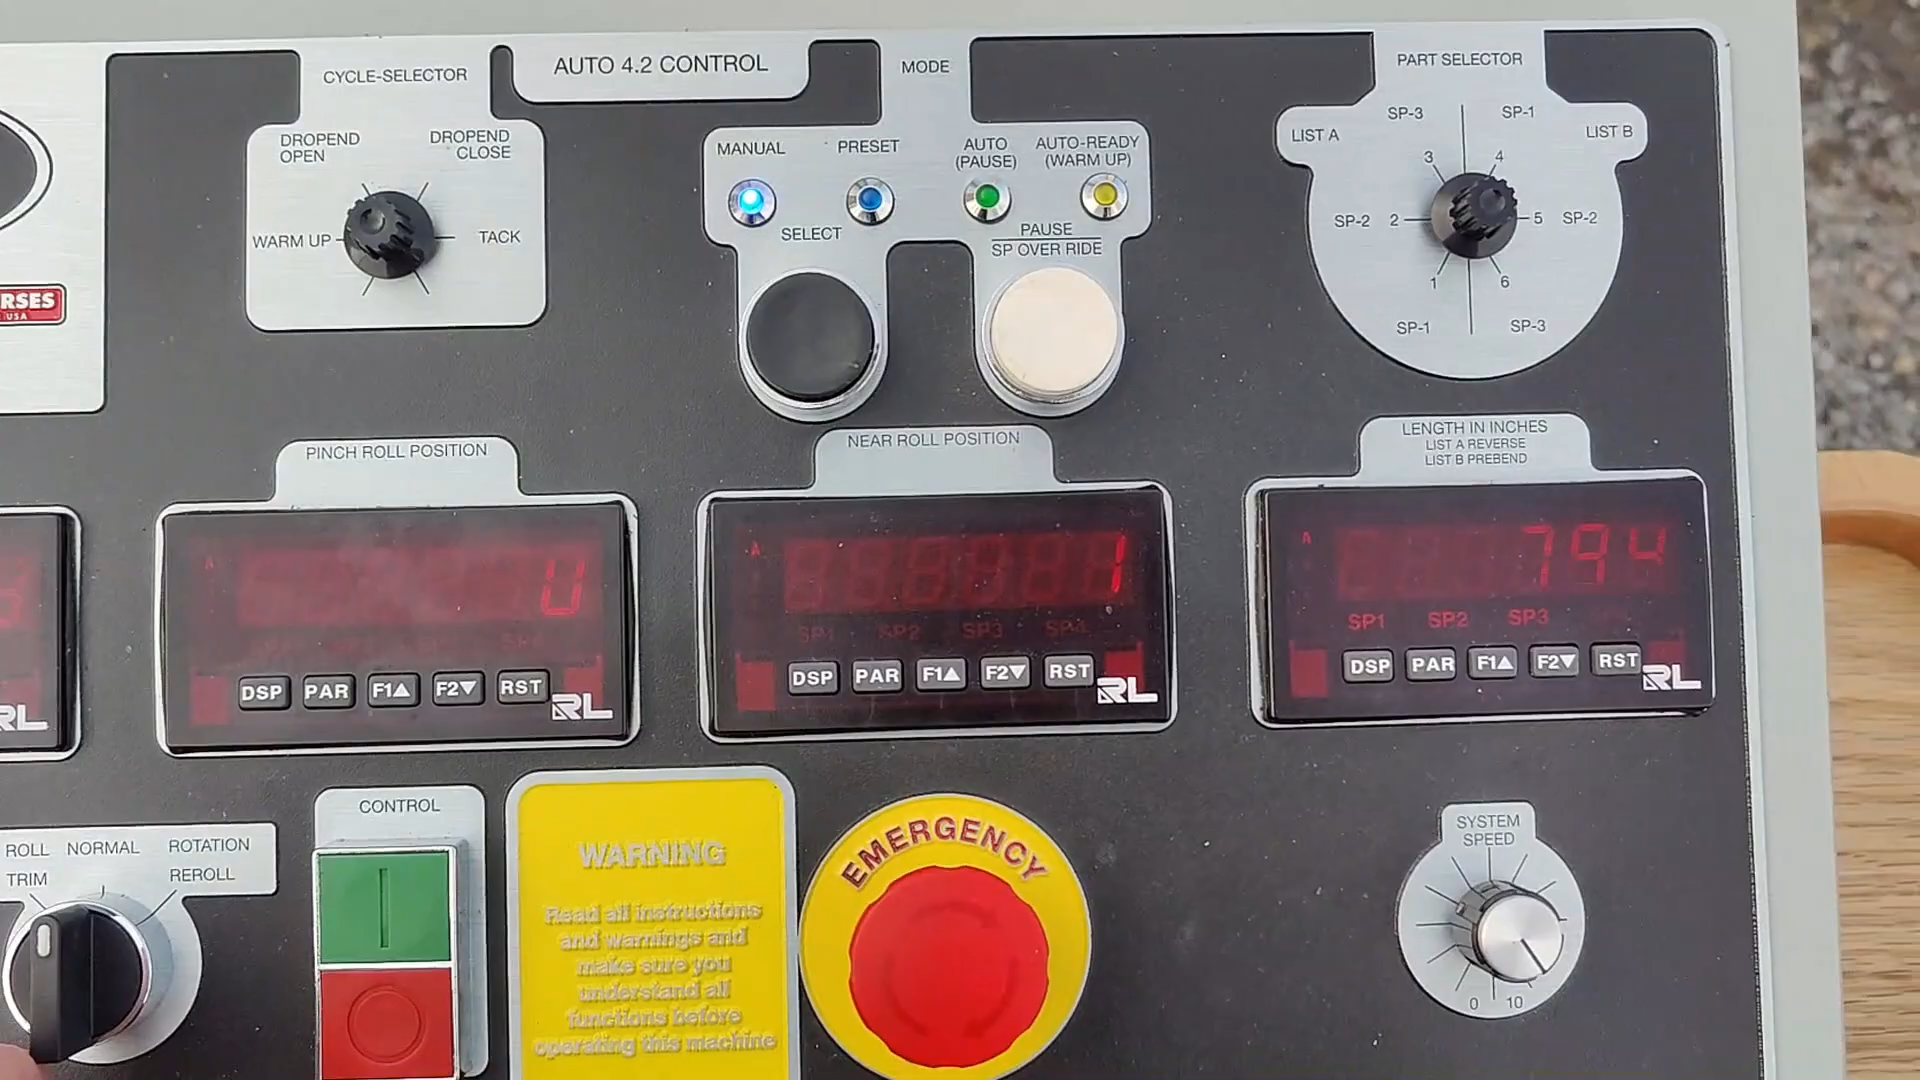 CYCLE-SELECTOR
DROPEND OPEN
DROPEND CLOSE
WARM UP
TACK
AUTO 4.2 CONTROL
MODE
MANUAL
PRESET
AUTO (PAUSE)
AUTO-READY (WARM UP)
SELECT
PAUSE
SP OVER RIDE
PART SELECTOR
LIST A
SP-3
SP-1
LIST B
3
4
SP-2
2
5
SP-2
1
6
SP-1
SP-3
RSES
USA
PINCH ROLL POSITION
A
DSP
PAR
F1▲
F2▼
RST
RL
NEAR ROLL POSITION
A
1
SP1
SP2
SP3
SP4
DSP
PAR
F1▲
F2▼
RST
RL
LENGTH IN INCHES
LIST A REVERSE
LIST B PREBEND
A
794
SP1
SP2
SP3
DSP
PAR
F1▲
F2▼
RST
RL
RL
ROLL TRIM
NORMAL
ROTATION REROLL
CONTROL
WARNING
Read all instructions
and warnings and
make sure you
understand all
functions before
operating this machine
EMERGENCY
SYSTEM
SPEED
0
10